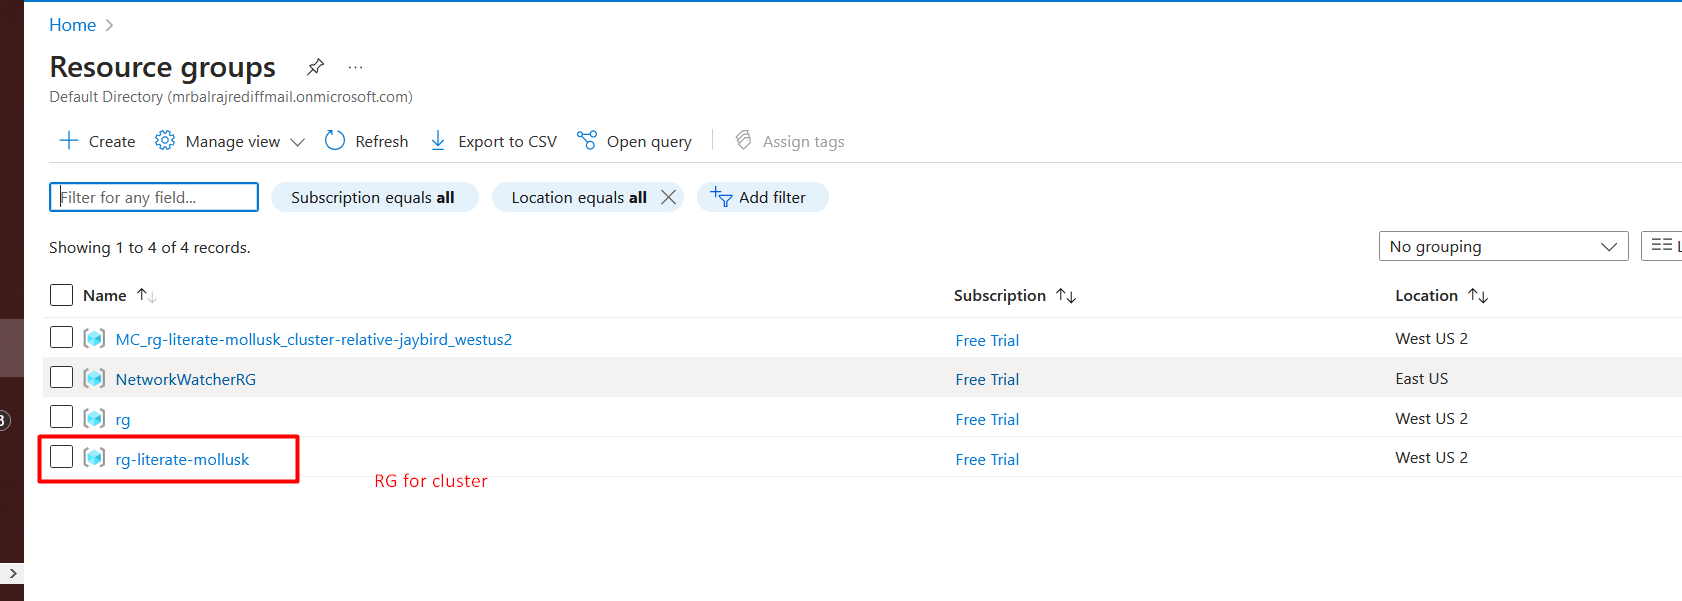 Home
Resource groups
Default Directory (mrbalrajrediffmail.onmicrosoft.com)
Create Manage view Refresh Export to CSV Open query Assign tags
Filter for any field... Subscription equals all Location equals all Add filter
Showing 1 to 4 of 4 records.
No grouping
Name Subscription Location
MC_rg-literate-mollusk_cluster-relative-jaybird_westus2 Free Trial West US 2
NetworkWatcherRG Free Trial East US
rg Free Trial West US 2
rg-literate-mollusk Free Trial West US 2
RG for cluster